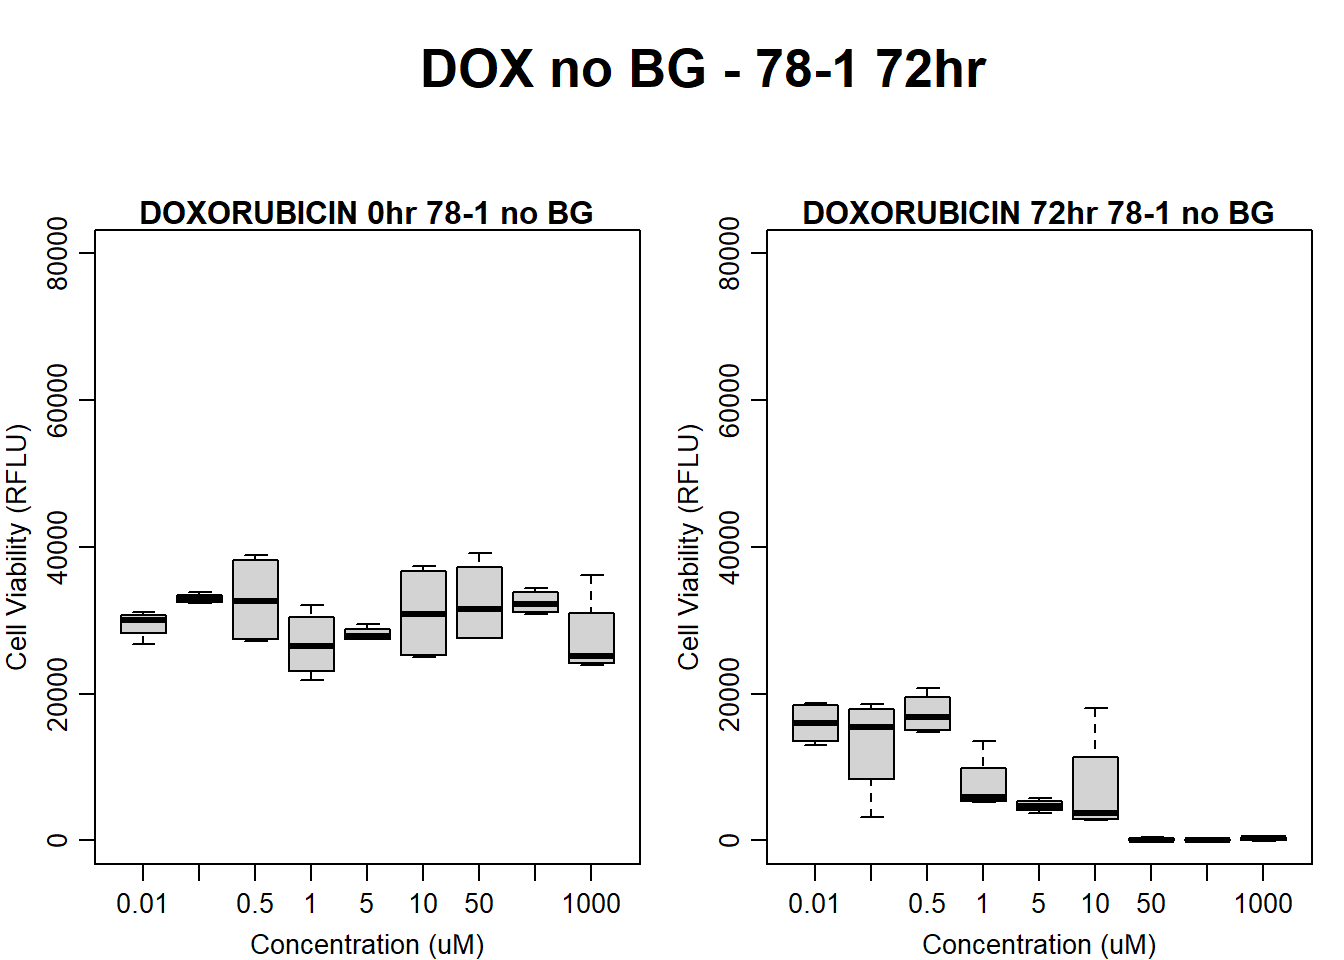 DOX no BG - 78-1 72hr
DOXORUBICIN 0hr 78-1 no BG
Cell Viability (RFLU)
80000
60000
40000
20000
0
0.01 0.5 1 5 10 50 1000
Concentration (uM)
DOXORUBICIN 72hr 78-1 no BG
Cell Viability (RFLU)
80000
60000
40000
20000
0
0.01 0.5 1 5 10 50 1000
Concentration (uM)